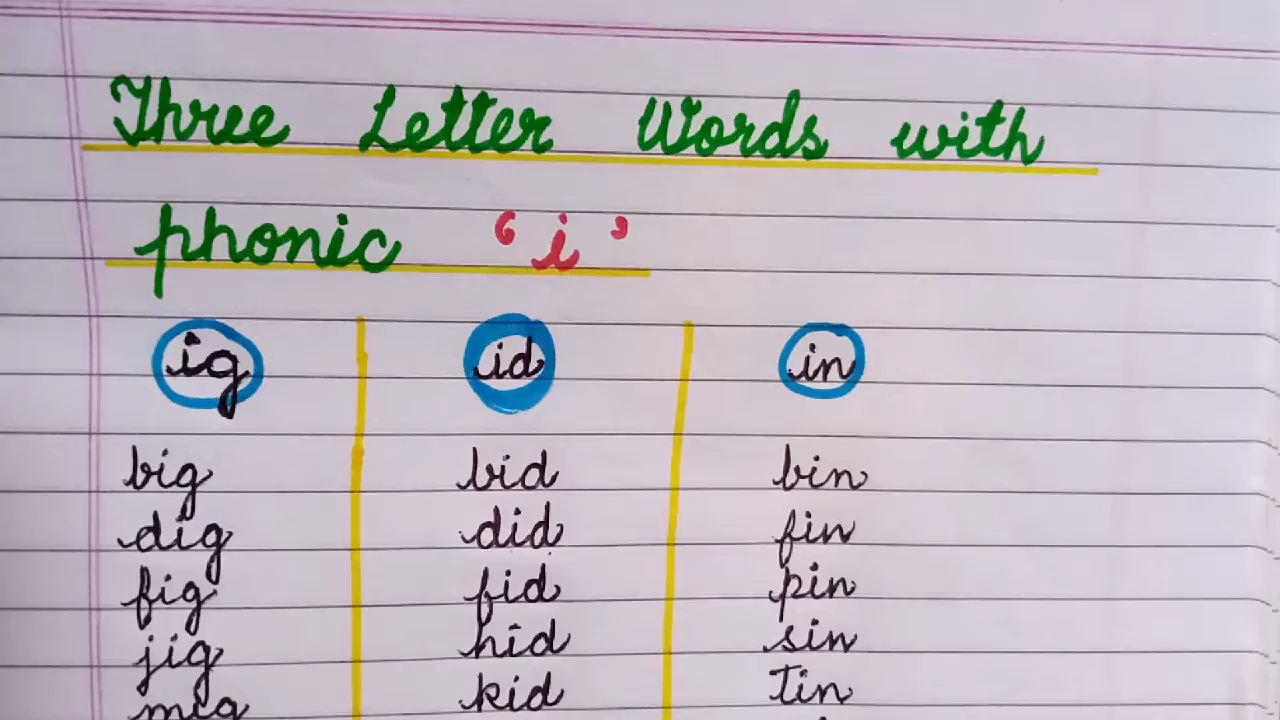 Three Letter Words with
phonic ‘i’
ig id in
big bid bin
dig did fin
fig fid pin
jig hid sin
kid Tin